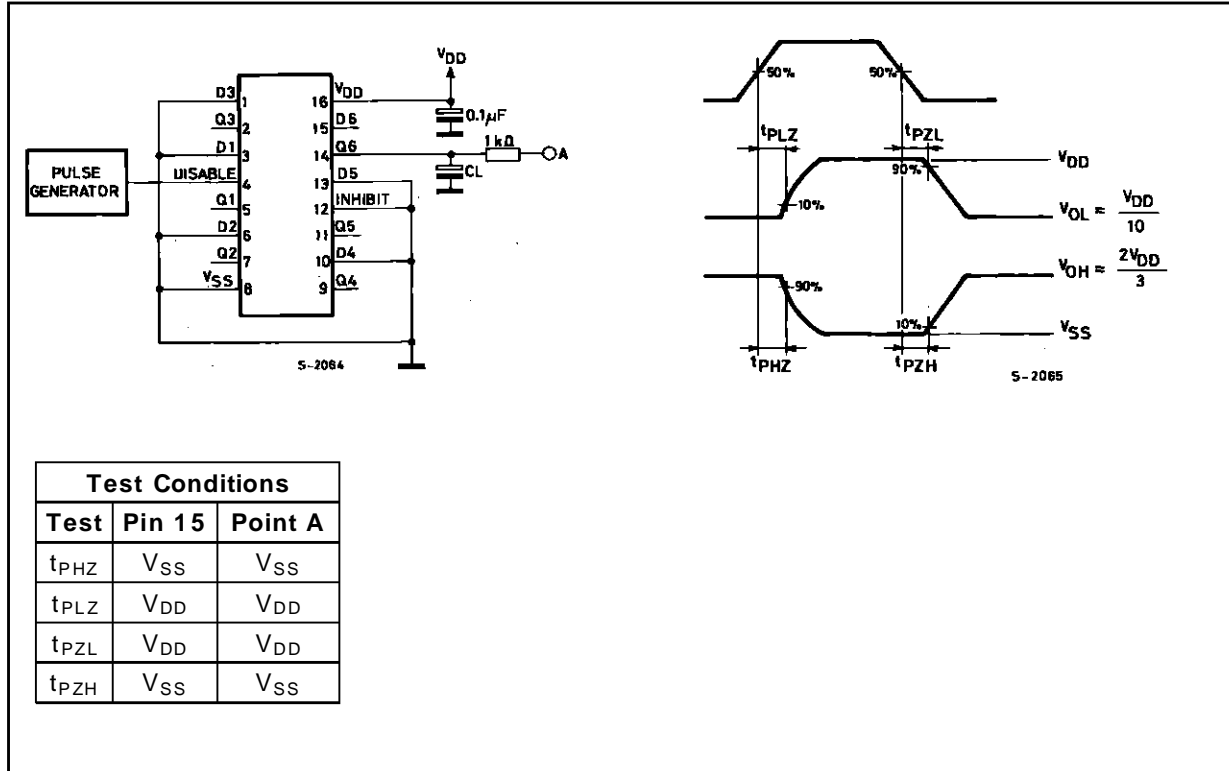 PULSE
GENERATOR
D3
1
Q3
2
D1
3
DISABLE
4
Q1
5
D2
6
Q2
7
VSS
8
16
VDD
15
D6
14
Q6
13
D5
12
INHIBIT
11
Q5
10
D4
9
Q4
VDD
0.1µF
1kΩ
A
CL
S-2064
50%
50%
tPLZ
tPZL
VDD
90%
10%
VOL ≈ VDD
10
VOH ≈ 2VDD
3
90%
10%
VSS
tPHZ
tPZH
S-2065
Test Conditions
Test Pin 15 Point A
tPHZ VSS VSS
tPLZ VDD VDD
tPZL VDD VDD
tPZH VSS VSS